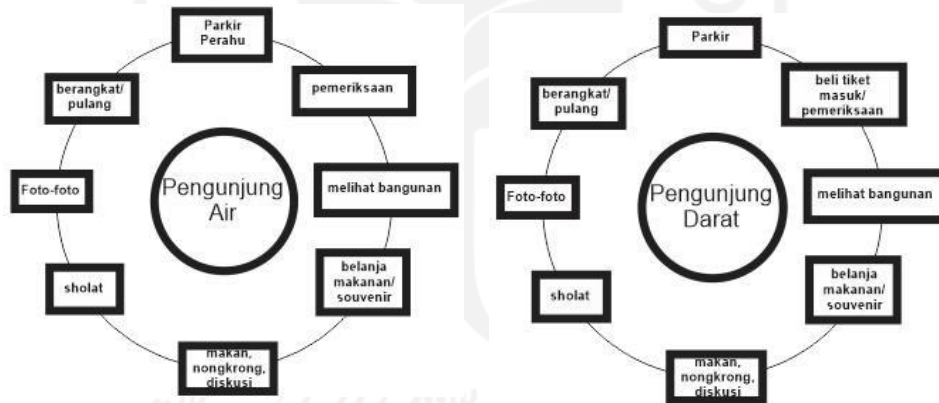 Parkir
Perahu
pemeriksaan
melihat bangunan
belanja
makanan/
souvenir
makan,
nongkrong,
diskusi
sholat
Foto-foto
berangkat/
pulang
Pengunjung
Air
Parkir
beli tiket
masuk/
pemeriksaan
melihat bangunan
belanja
makanan/
souvenir
makan,
nongkrong,
diskusi
sholat
Foto-foto
berangkat/
pulang
Pengunjung
Darat